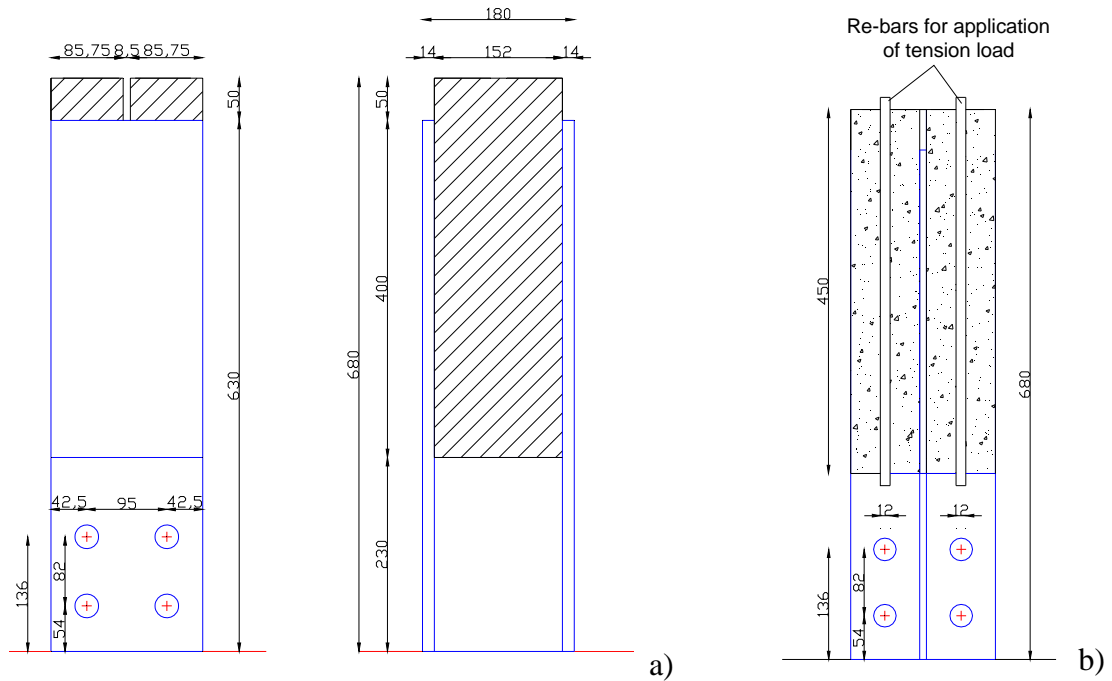 85,75 8,5 85,75
50
630
42,5 95 42,5
136
82
54
a)
180
14 152 14
50
680
400
230
Re-bars for application
of tension load
450
680
12 12
136
82
54
b)